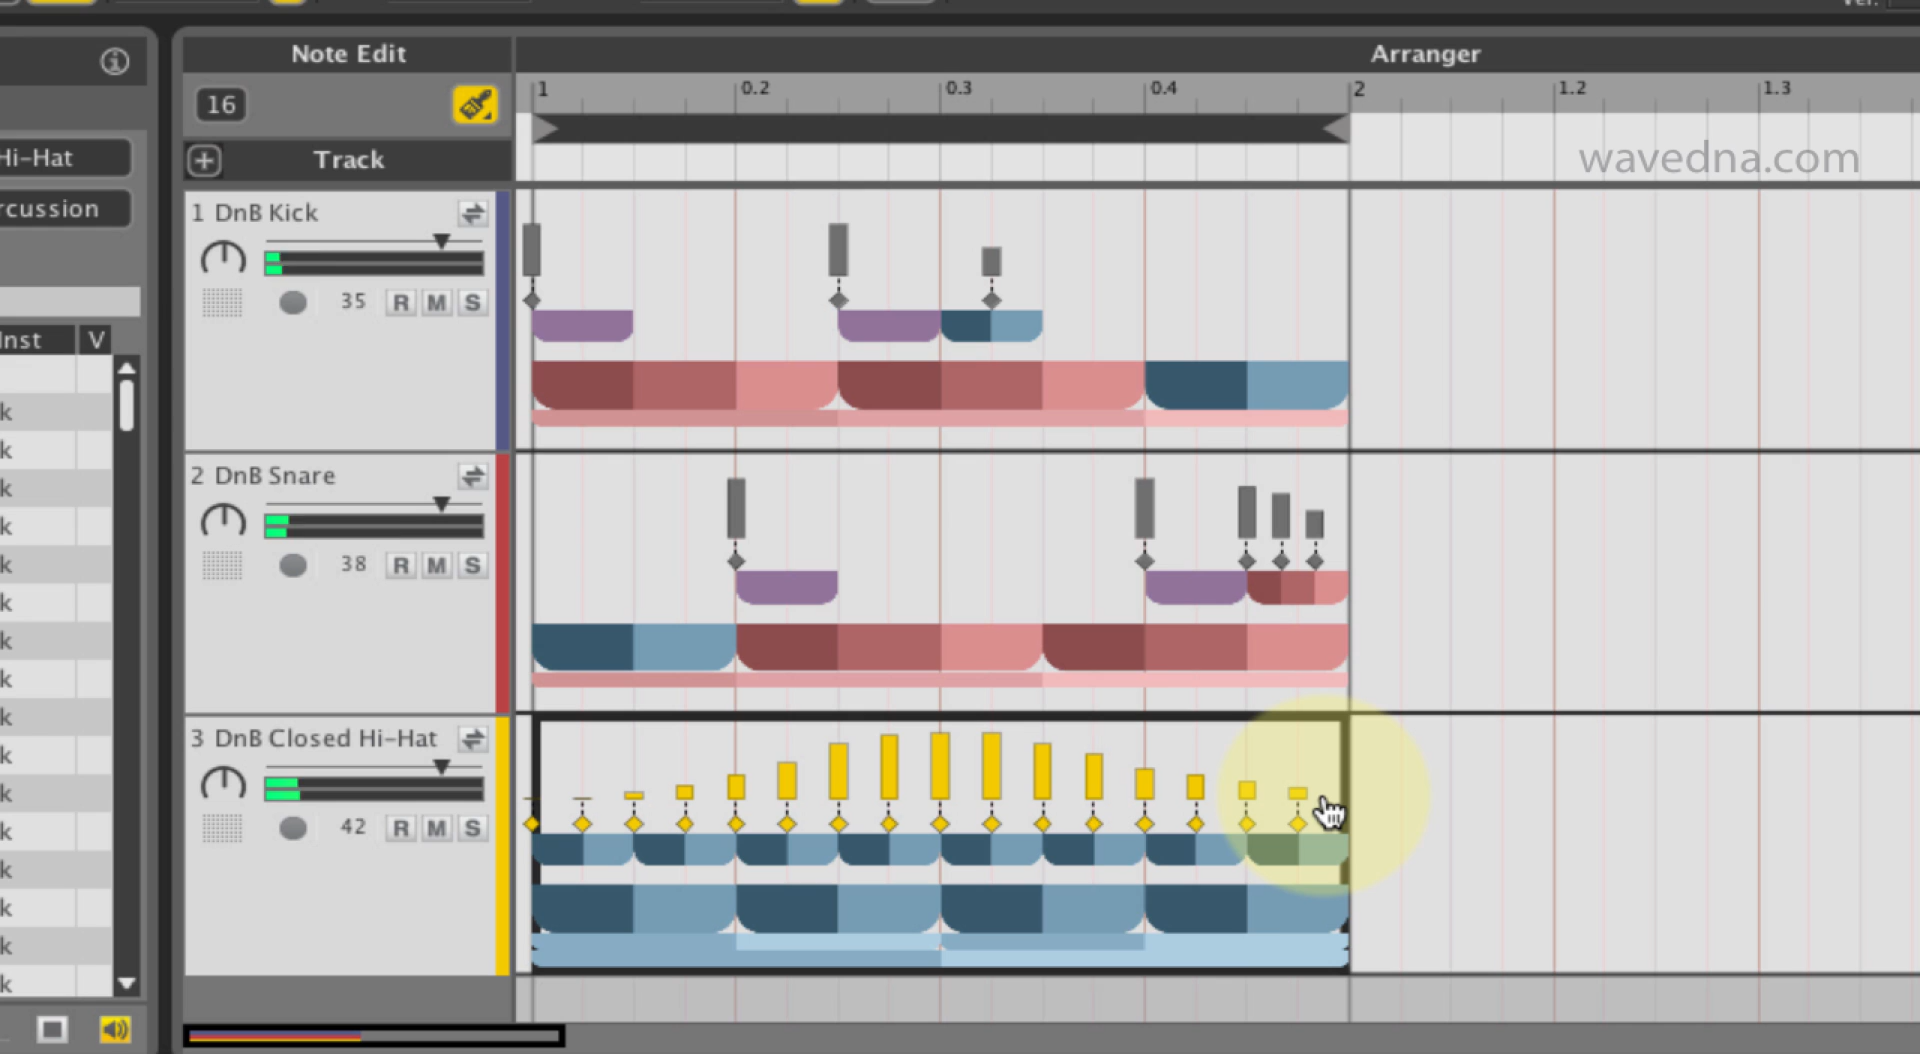 Ver.
Note Edit
Arranger
16
1 0.2 0.3 0.4 2 1.2 1.3
Hi-Hat
Track
wavedna.com
rcussion
1 DnB Kick
35 R M S
Inst V
k
k
2 DnB Snare
k
k
38 R M S
k
k
k
k
3 DnB Closed Hi-Hat
k
k
42 R M S
k
k
k
k
k